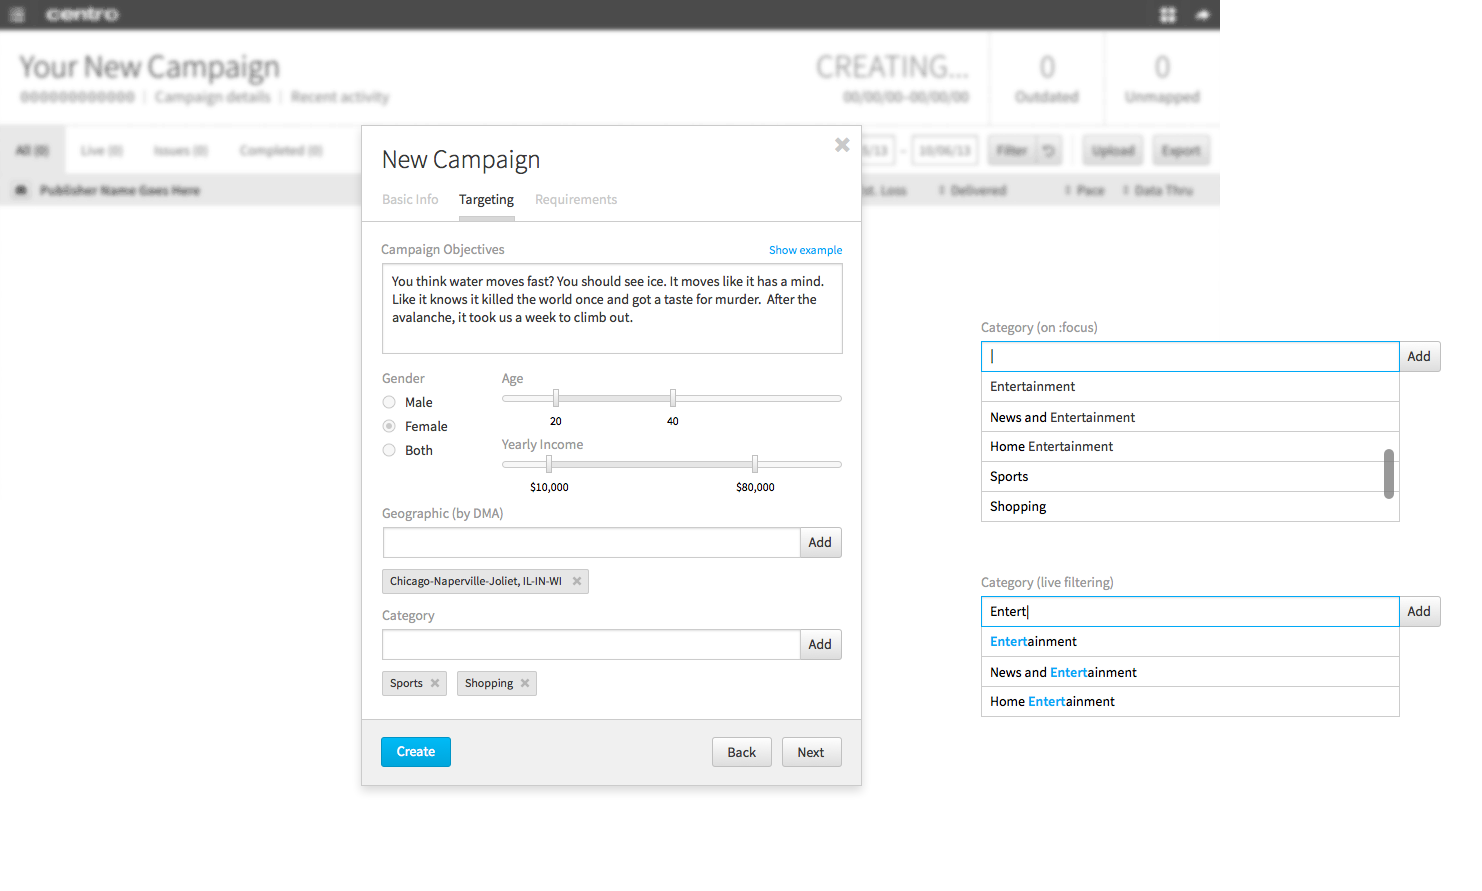 centro
Your New Campaign
CREATING...
0
0
000000000000 | Campaign details | Recent activity
00/00/00-00/00/00
Outdated
Unmapped
All (0)
Live (0)
Issues (0)
Completed (0)
5/13 - 10/06/13
Filter
Upload
Export
Publisher Name Goes Here
st. Loss
Delivered
Pace
Data Thru
New Campaign
Basic Info
Targeting
Requirements
Campaign Objectives
Show example
You think water moves fast? You should see ice. It moves like it has a mind.
Like it knows it killed the world once and got a taste for murder. After the
avalanche, it took us a week to climb out.
Gender
Male
Female
Both
Age
20
40
Yearly Income
$10,000
$80,000
Geographic (by DMA)
Add
Chicago-Naperville-Joliet, IL-IN-WI
Category
Add
Sports
Shopping
Create
Back
Next
Category (on :focus)
Add
Entertainment
News and Entertainment
Home Entertainment
Sports
Shopping
Category (live filtering)
Entert
Add
Entertainment
News and Entertainment
Home Entertainment